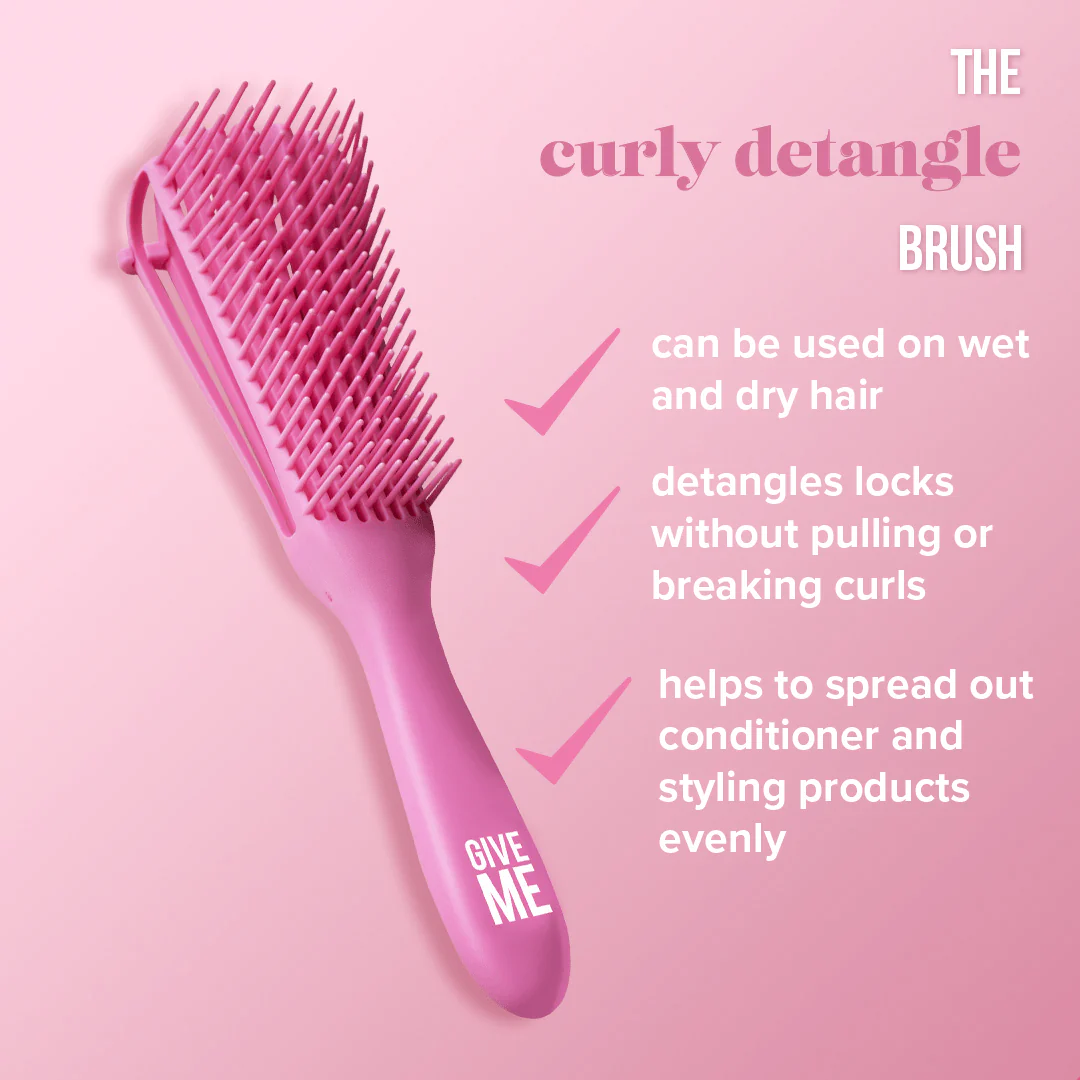 THE
curly detangle
BRUSH
can be used on wet
and dry hair
detangles locks
without pulling or
breaking curls
helps to spread out
conditioner and
styling products
evenly
GIVE
ME